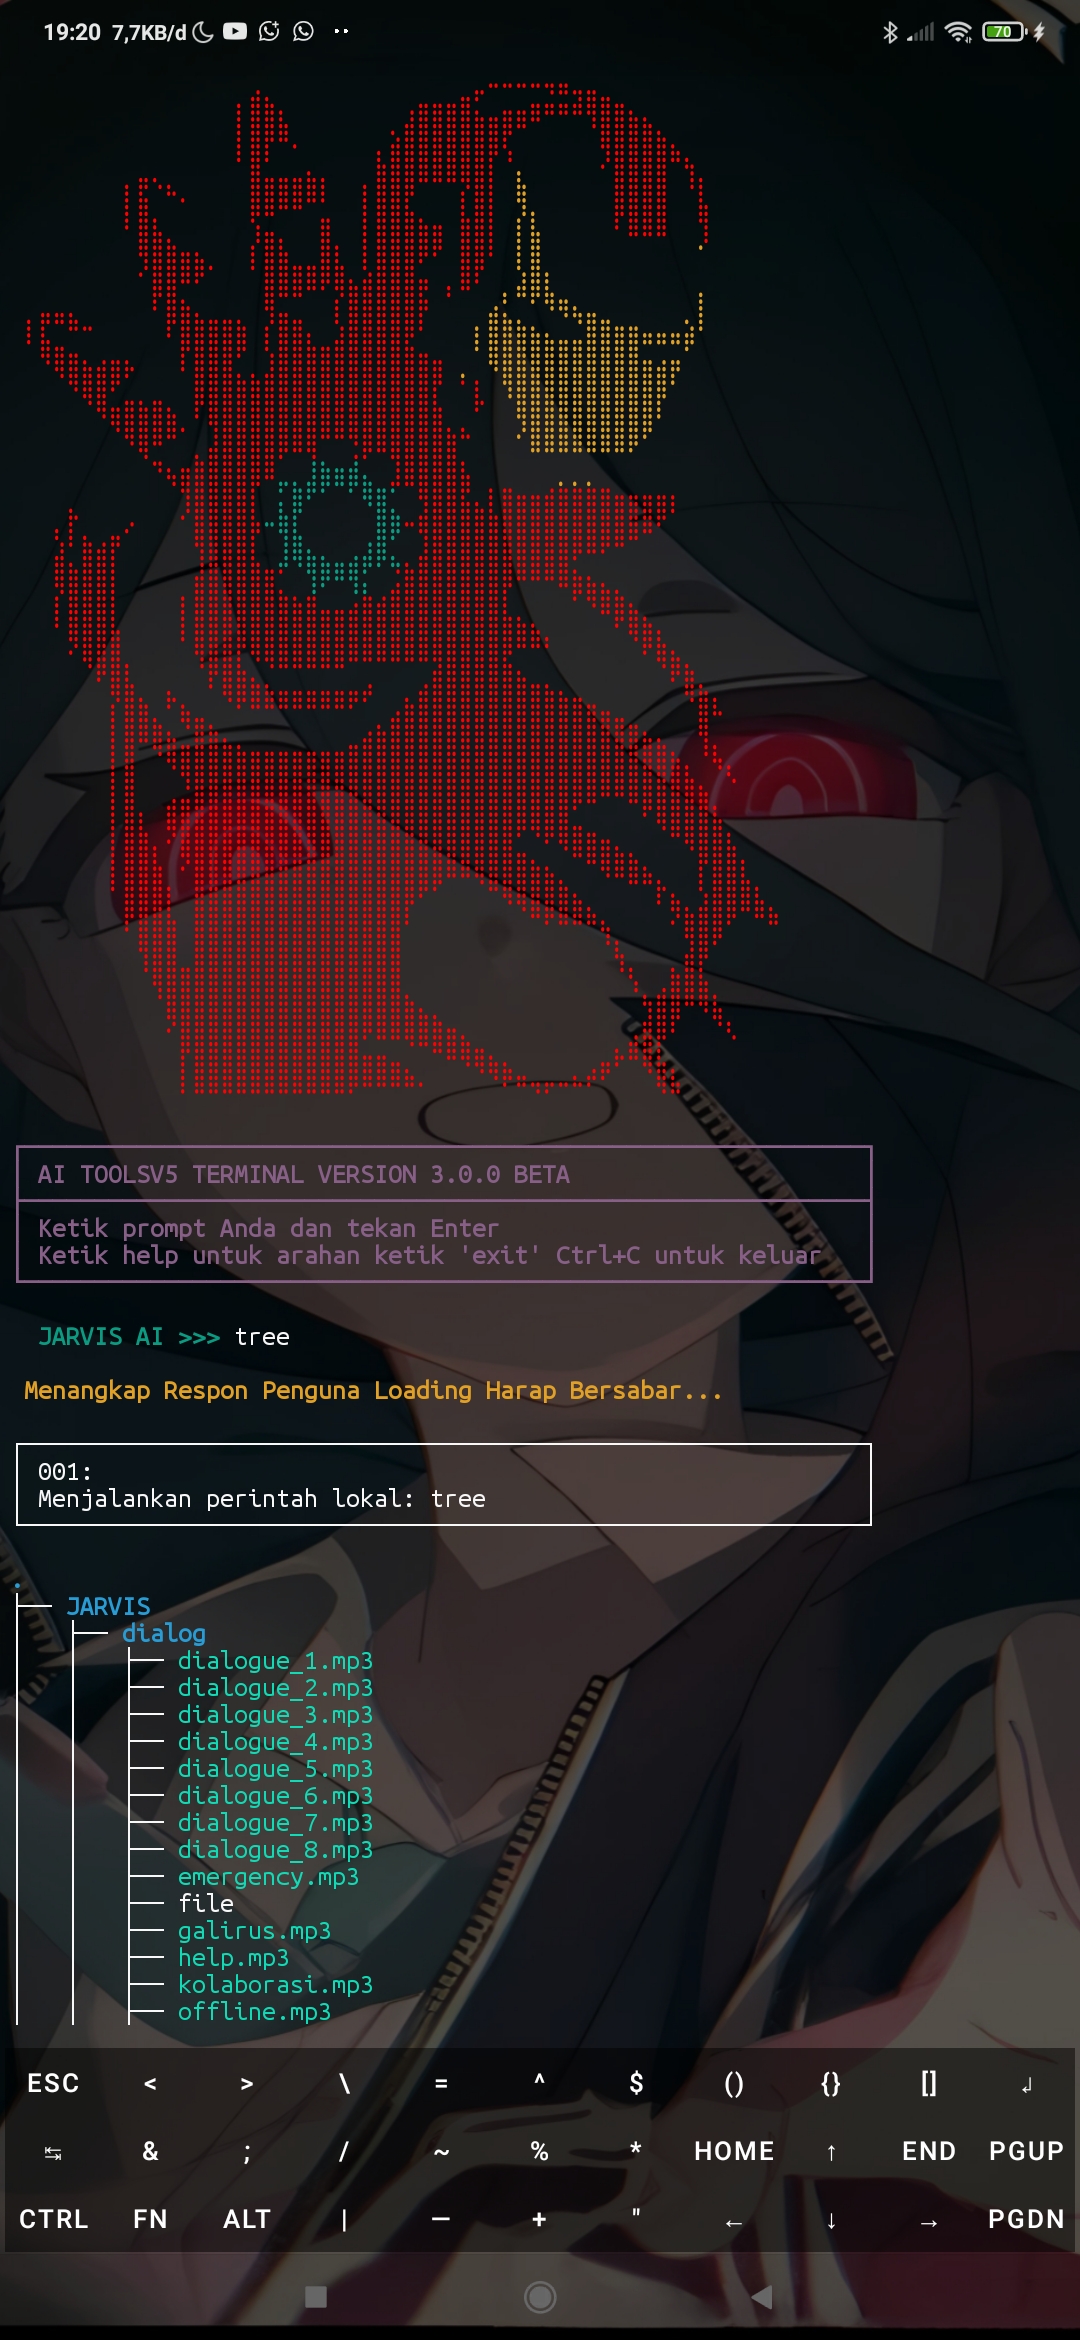 19:20 7,7KB/d
70
AI TOOLSV5 TERMINAL VERSION 3.0.0 BETA
Ketik prompt Anda dan tekan Enter
Ketik help untuk arahan ketik 'exit' Ctrl+C untuk keluar
JARVIS AI >>> tree
Menangkap Respon Penguna Loading Harap Bersabar...
001:
Menjalankan perintah lokal: tree
.
├── JARVIS
│   ├── dialog
│   │   ├── dialogue_1.mp3
│   │   ├── dialogue_2.mp3
│   │   ├── dialogue_3.mp3
│   │   ├── dialogue_4.mp3
│   │   ├── dialogue_5.mp3
│   │   ├── dialogue_6.mp3
│   │   ├── dialogue_7.mp3
│   │   ├── dialogue_8.mp3
│   │   ├── emergency.mp3
│   │   ├── file
│   │   ├── galirus.mp3
│   │   ├── help.mp3
│   │   ├── kolaborasi.mp3
│   │   ├── offline.mp3
ESC < > \ = ^ $ () {} [] ↲
↹ & ; / ~ % * HOME ↑ END PGUP
CTRL FN ALT | — + " ← ↓ → PGDN